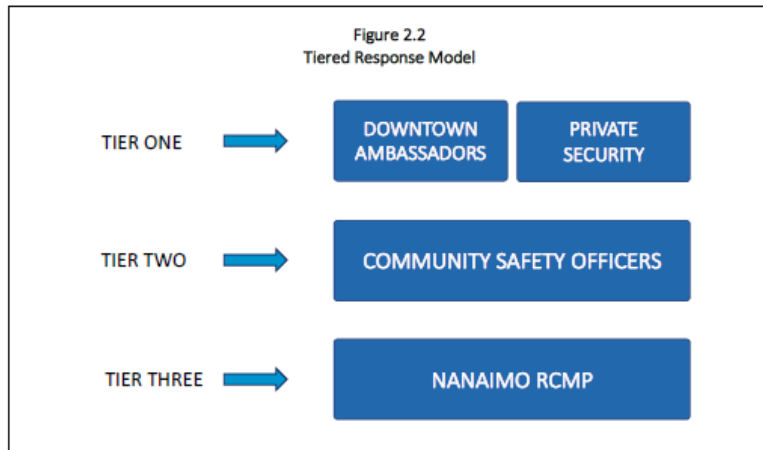 Figure 2.2
Tiered Response Model
TIER ONE
DOWNTOWN
AMBASSADORS
PRIVATE
SECURITY
TIER TWO
COMMUNITY SAFETY OFFICERS
TIER THREE
NANAIMO RCMP